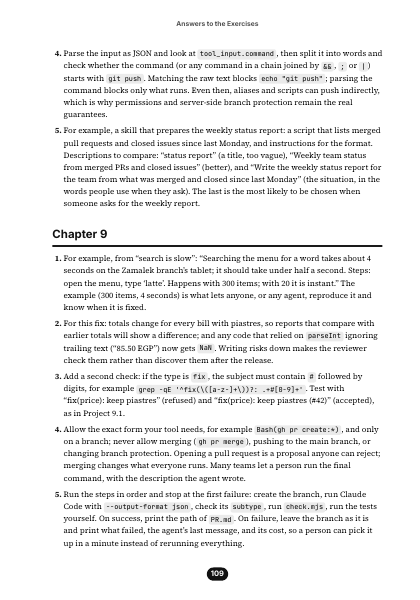 Answers to the Exercises
4. Parse the input as JSON and look at tool_input.command, then split it into words and
check whether the command (or any command in a chain joined by &&, ; or |)
starts with git push. Matching the raw text blocks echo "git push"; parsing the
command blocks only what runs. Even then, aliases and scripts can push indirectly,
which is why permissions and server-side branch protection remain the real
guarantees.
5. For example, a skill that prepares the weekly status report: a script that lists merged
pull requests and closed issues since last Monday, and instructions for the format.
Descriptions to compare: “status report” (a title, too vague), “Weekly team status
from merged PRs and closed issues” (better), and “Write the weekly status report for
the team from what was merged and closed since last Monday” (the situation, in the
words people use when they ask). The last is the most likely to be chosen when
someone asks for the weekly report.
Chapter 9
1. For example, from “search is slow”: “Searching the menu for a word takes about 4
seconds on the Zamalek branch’s tablet; it should take under half a second. Steps:
open the menu, type ‘latte’. Happens with 300 items; with 20 it is instant.” The
example (300 items, 4 seconds) is what lets anyone, or any agent, reproduce it and
know when it is fixed.
2. For this fix: totals change for every bill with piastres, so reports that compare with
earlier totals will show a difference; and any code that relied on parseInt ignoring
trailing text (“85.50 EGP”) now gets NaN. Writing risks down makes the reviewer
check them rather than discover them after the release.
3. Add a second check: if the type is fix, the subject must contain # followed by
digits, for example grep -qE '^fix(\([a-z-]+\))?: .+#[0-9]+'. Test with
“fix(price): keep piastres” (refused) and “fix(price): keep piastres (#42)” (accepted),
as in Project 9.1.
4. Allow the exact form your tool needs, for example Bash(gh pr create:*), and only
on a branch; never allow merging (gh pr merge), pushing to the main branch, or
changing branch protection. Opening a pull request is a proposal anyone can reject;
merging changes what everyone runs. Many teams let a person run the final
command, with the description the agent wrote.
5. Run the steps in order and stop at the first failure: create the branch, run Claude
Code with --output-format json, check its subtype, run check.mjs, run the tests
yourself. On success, print the path of PR.md. On failure, leave the branch as it is
and print what failed, the agent’s last message, and its cost, so a person can pick it
up in a minute instead of rerunning everything.
109